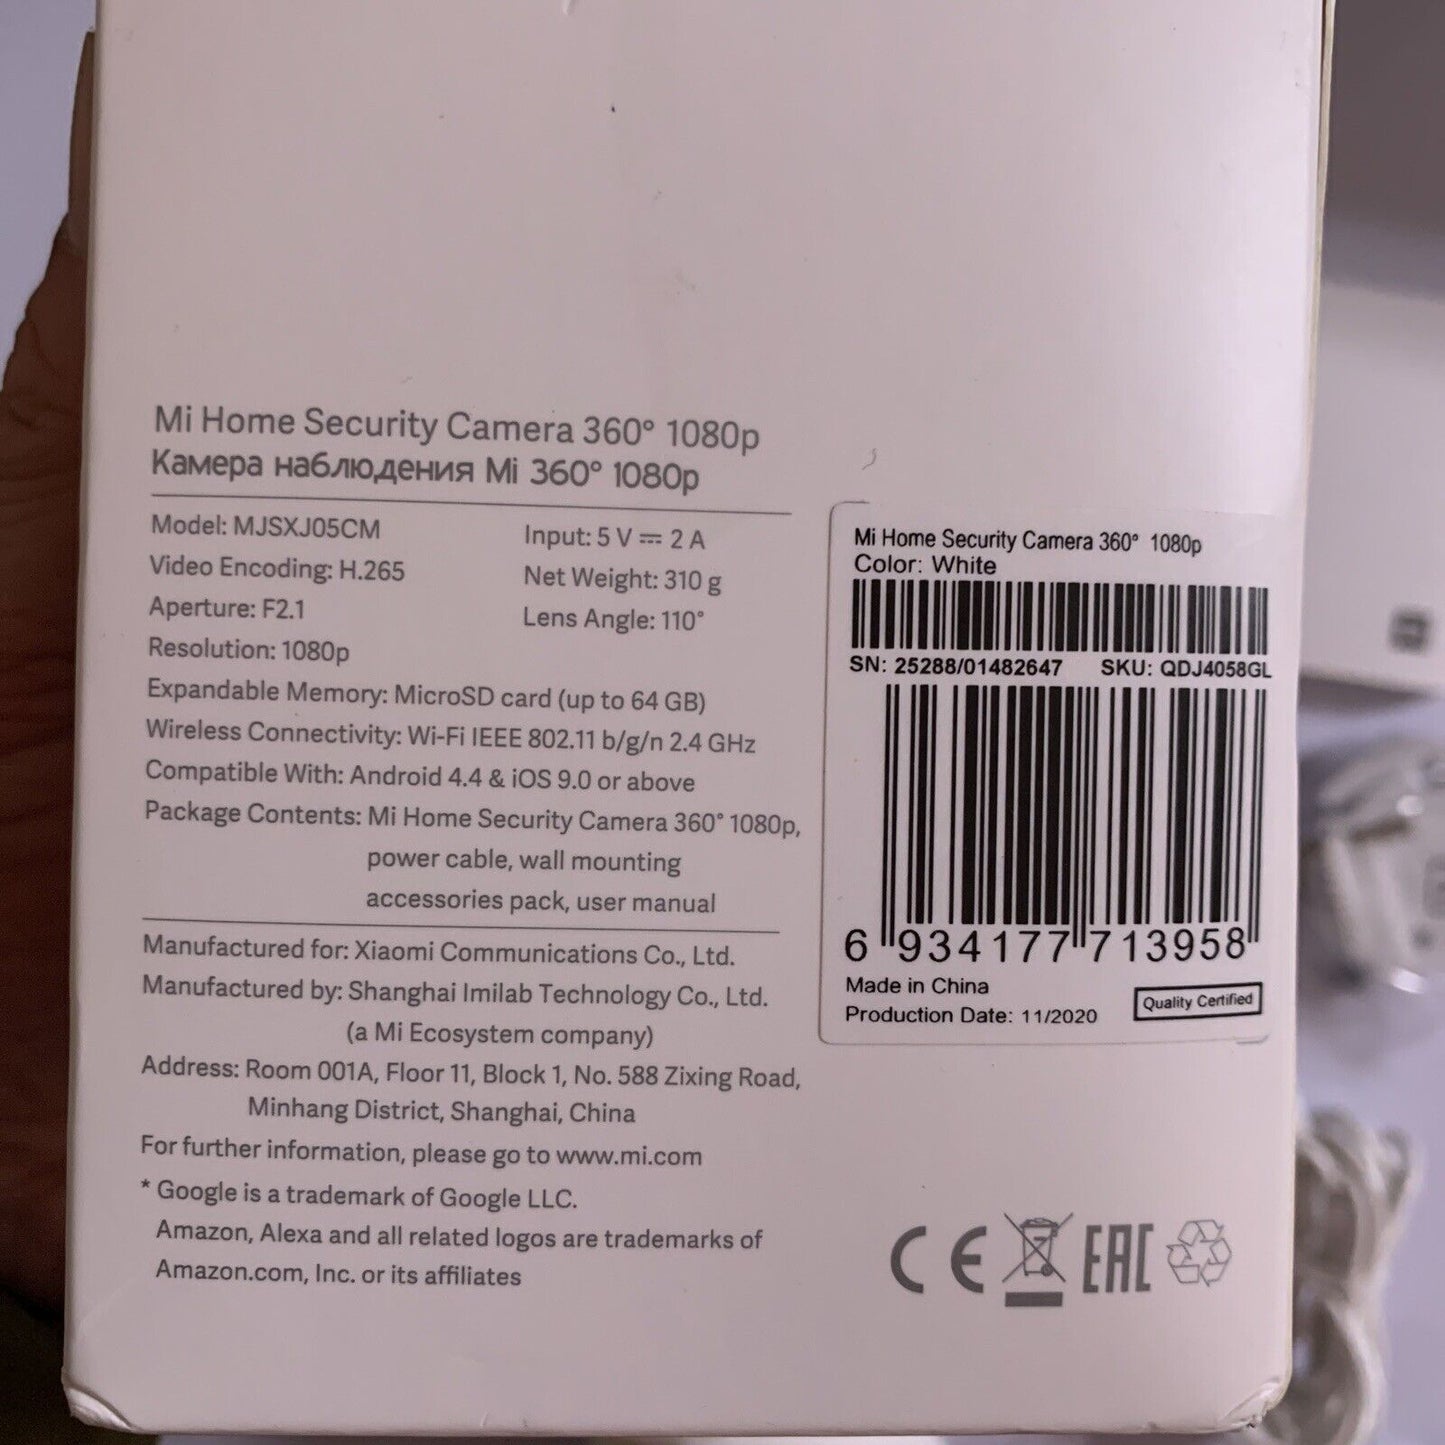 Mi Home Security Camera 360° 1080p
Камера наблюдения Mi 360° 1080p
Model: MJSXJ05CM
Input: 5 V ⎓ 2 A
Video Encoding: H.265
Net Weight: 310 g
Aperture: F2.1
Lens Angle: 110°
Resolution: 1080p
Expandable Memory: MicroSD card (up to 64 GB)
Wireless Connectivity: Wi-Fi IEEE 802.11 b/g/n 2.4 GHz
Compatible With: Android 4.4 & iOS 9.0 or above
Package Contents: Mi Home Security Camera 360° 1080p,
power cable, wall mounting
accessories pack, user manual
Manufactured for: Xiaomi Communications Co., Ltd.
Manufactured by: Shanghai Imilab Technology Co., Ltd.
(a Mi Ecosystem company)
Address: Room 001A, Floor 11, Block 1, No. 588 Zixing Road,
Minhang District, Shanghai, China
For further information, please go to www.mi.com
* Google is a trademark of Google LLC.
Amazon, Alexa and all related logos are trademarks of
Amazon.com, Inc. or its affiliates
Mi Home Security Camera 360° 1080p
Color: White
SN: 25288/01482647 SKU: QDJ4058GL
6 934177 713958
Made in China
Production Date: 11/2020
Quality Certified
CE EAC